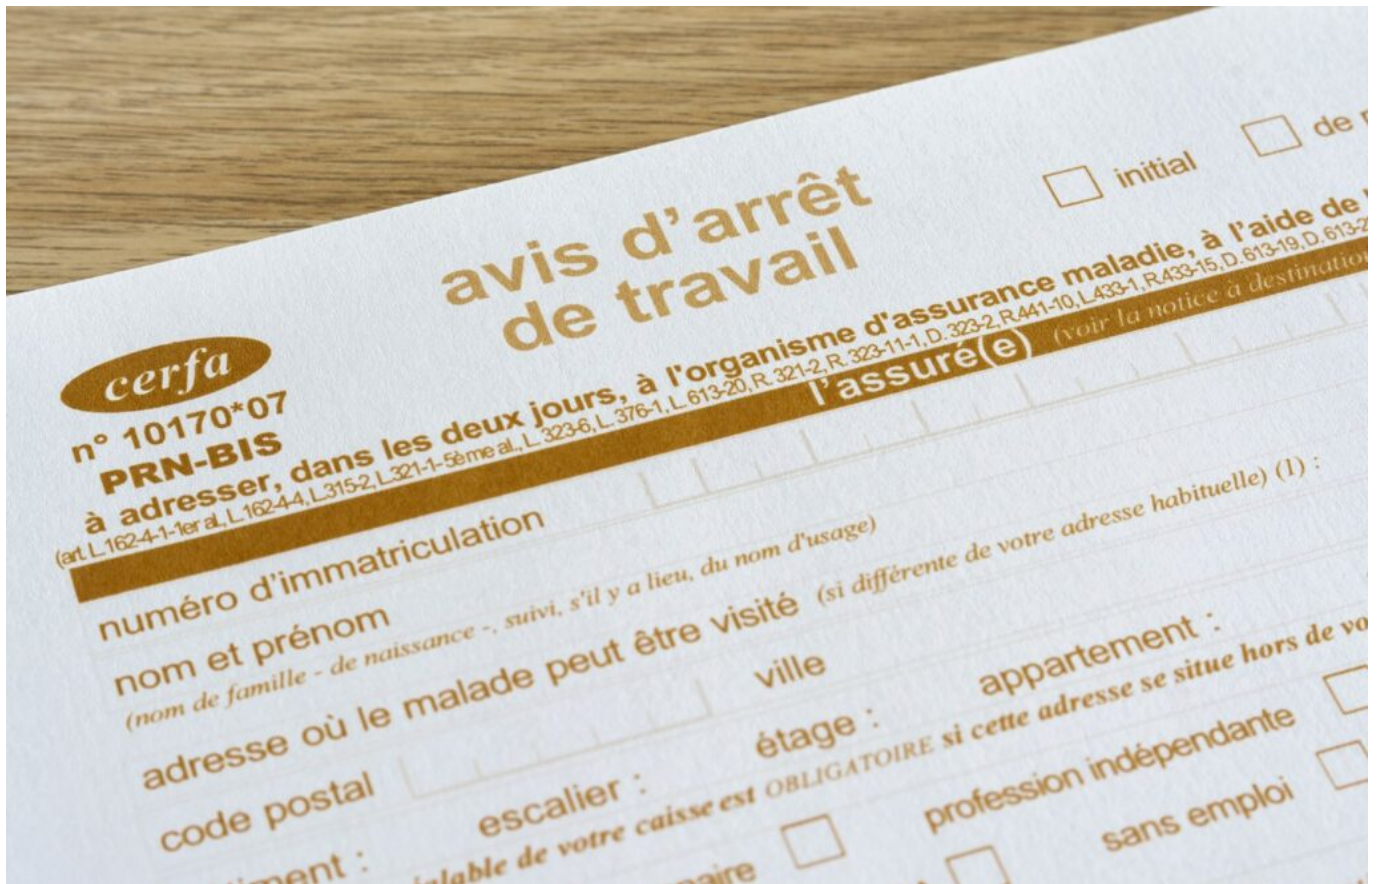 avis d'arrêt
de travail
initial
de
cerfa
n° 10170*07
PRN-BIS
à adresser, dans les deux jours, à l'organisme d'assurance maladie, à l'aide de
(art. L.162-4-1-1er al., L.162-4-4, L.315-2, L.321-1-5ème al., L.323-6, L.376-1, L.613-20, R.321-2, R.323-11-1, D.323-2, R.441-10, L.433-1, R.433-15, D.613-19, D.613-2
l'assuré(e) (voir la notice à destination
numéro d'immatriculation
nom et prénom
(nom de famille - de naissance -, suivi, s'il y a lieu, du nom d'usage)
adresse où le malade peut être visité (si différente de votre adresse habituelle) (1) :
code postal ville
escalier : étage : appartement :
de votre caisse est OBLIGATOIRE si cette adresse se situe hors de
profession indépendante
sans emploi